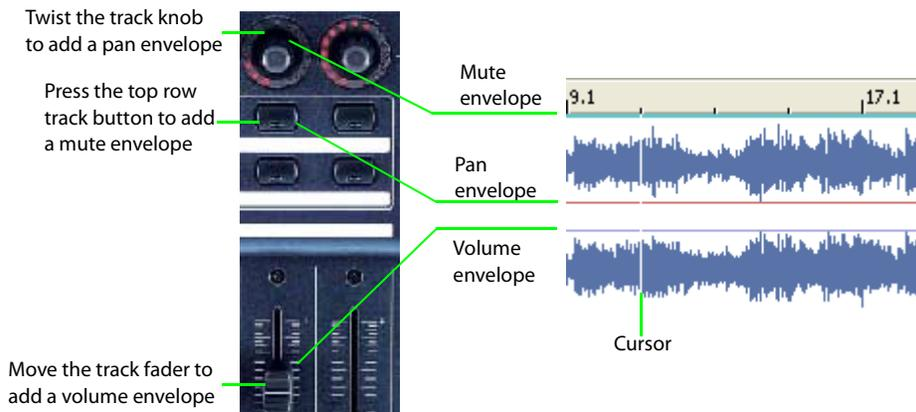 Twist the track knob
to add a pan envelope
Press the top row
track button to add
a mute envelope
Move the track fader to
add a volume envelope
Mute
envelope
Pan
envelope
Volume
envelope
9.1
17.1
Cursor